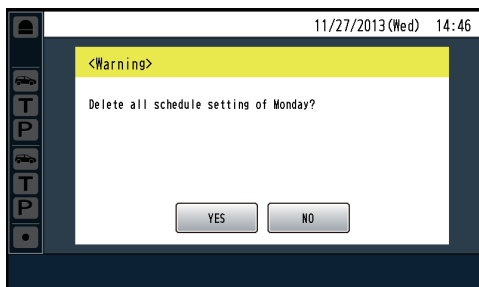 11/27/2013(Wed) 14:46
<Warning>
Delete all schedule setting of Monday?
T
P
T
P
YES NO